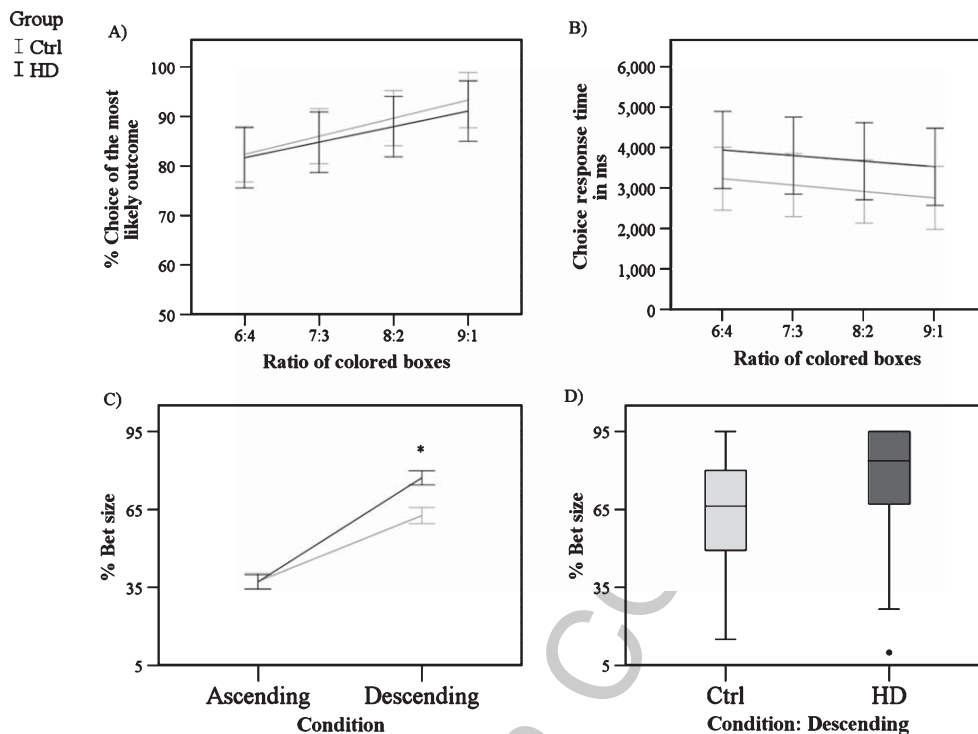 Group
Ctrl
HD
A)
% Choice of the most
likely outcome
100
90
80
70
60
50
6:4 7:3 8:2 9:1
Ratio of colored boxes
B)
Choice response time
in ms
6,000
5,000
4,000
3,000
2,000
1,000
0
6:4 7:3 8:2 9:1
Ratio of colored boxes
C)
% Bet size
95
65
35
5
*
Ascending Descending
Condition
D)
% Bet size
95
65
35
5
Ctrl HD
Condition: Descending